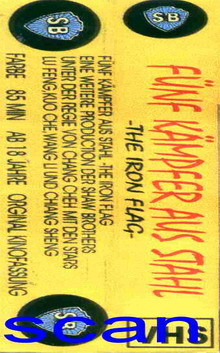 SB
FÜNF KÄMPFER AUS STAHL
-THE IRON FLAG-
FÜNF KÄMPFER AUS STAHL THE IRON FLAG
EINE WEITERE PRODUCTION DER SHAW BROTHERS
UNTER DER REGIE VON CHANG CHEH MIT DEN STARS
LU FENG, KUO CHE, WANG LI UND CHIANG SHENG
FARBE 85 MIN AB 18 JAHRE ORIGINAL KINOFASSUNG
SB
SB
VHS
scan